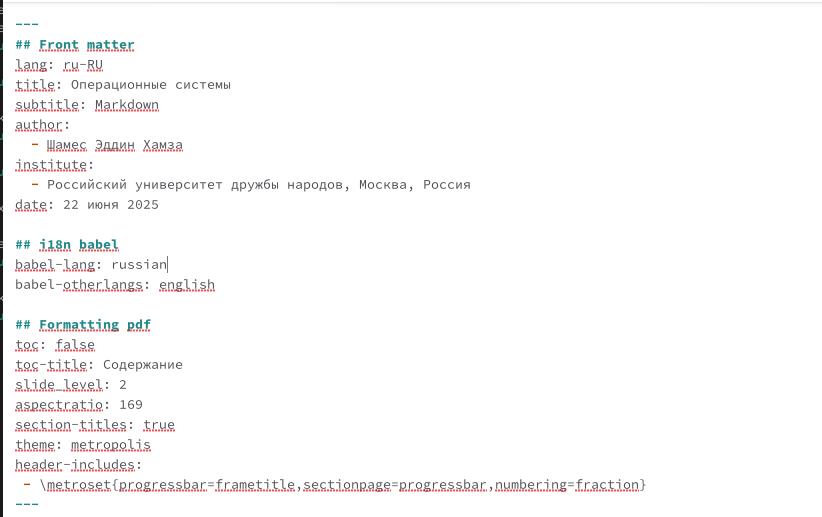 ---
## Front matter
lang: ru-RU
title: Операционные системы
subtitle: Markdown
author:
  - Шамес Эддин Хамза
institute:
  - Российский университет дружбы народов, Москва, Россия
date: 22 июня 2025

## i18n babel
babel-lang: russian
babel-otherlangs: english

## Formatting pdf
toc: false
toc-title: Содержание
slide_level: 2
aspectratio: 169
section-titles: true
theme: metropolis
header-includes:
 - \metroset{progressbar=frametitle,sectionpage=progressbar,numbering=fraction}
---